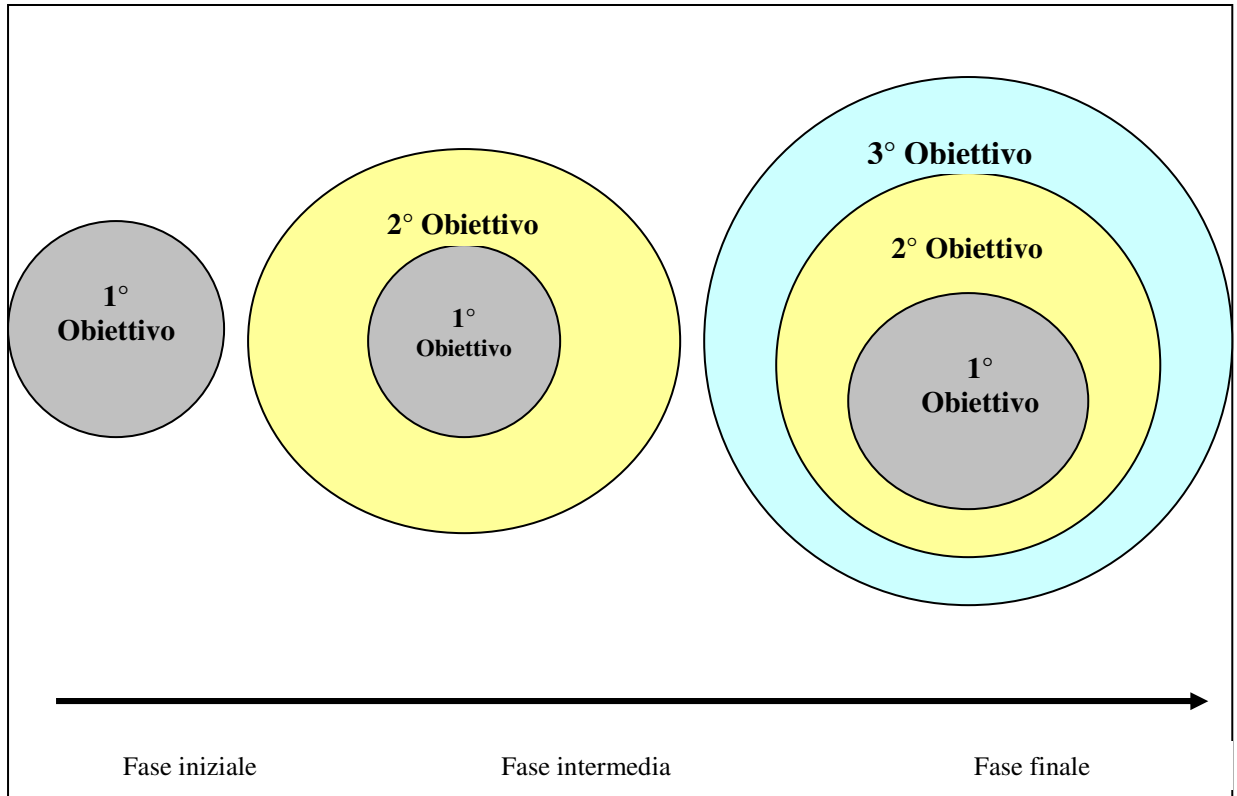 1°
Obiettivo
2° Obiettivo
1°
Obiettivo
3° Obiettivo
2° Obiettivo
1°
Obiettivo
Fase iniziale
Fase intermedia
Fase finale